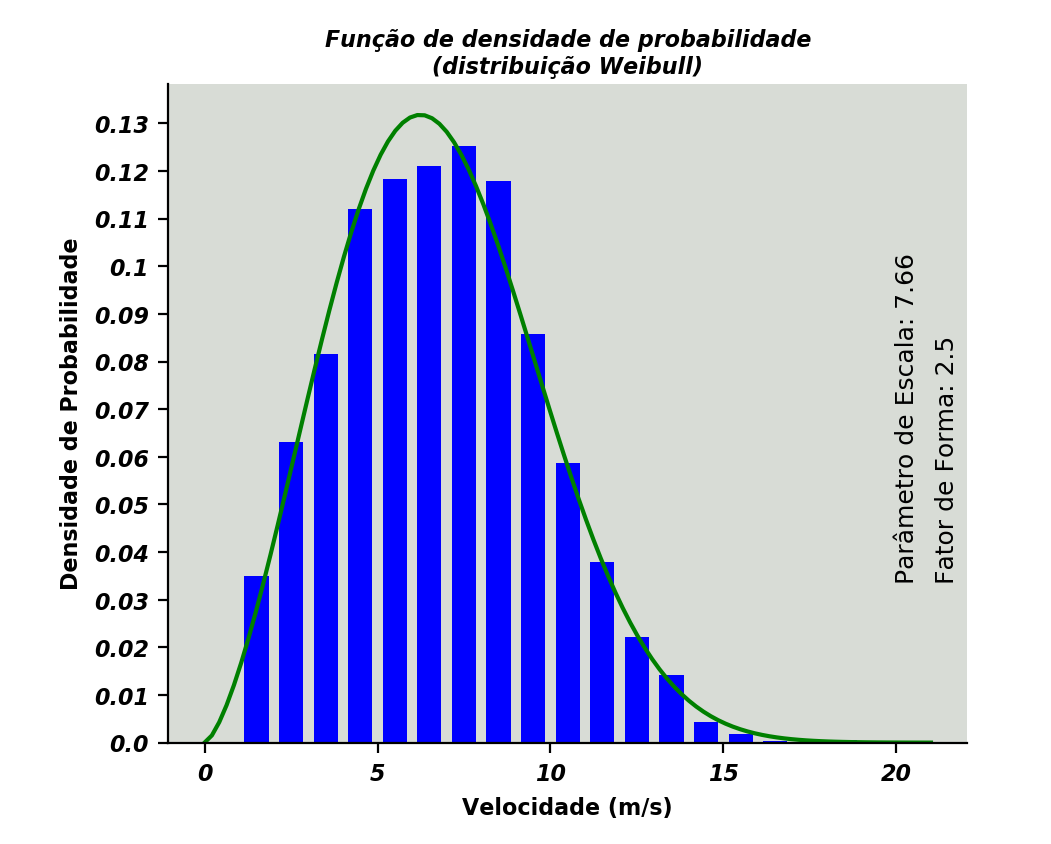 Função de densidade de probabilidade
(distribuição Weibull)
Densidade de Probabilidade
0.13
0.12
0.11
0.1
0.09
0.08
0.07
0.06
0.05
0.04
0.03
0.02
0.01
0.0
Parâmetro de Escala: 7.66
Fator de Forma: 2.5
0 5 10 15 20
Velocidade (m/s)